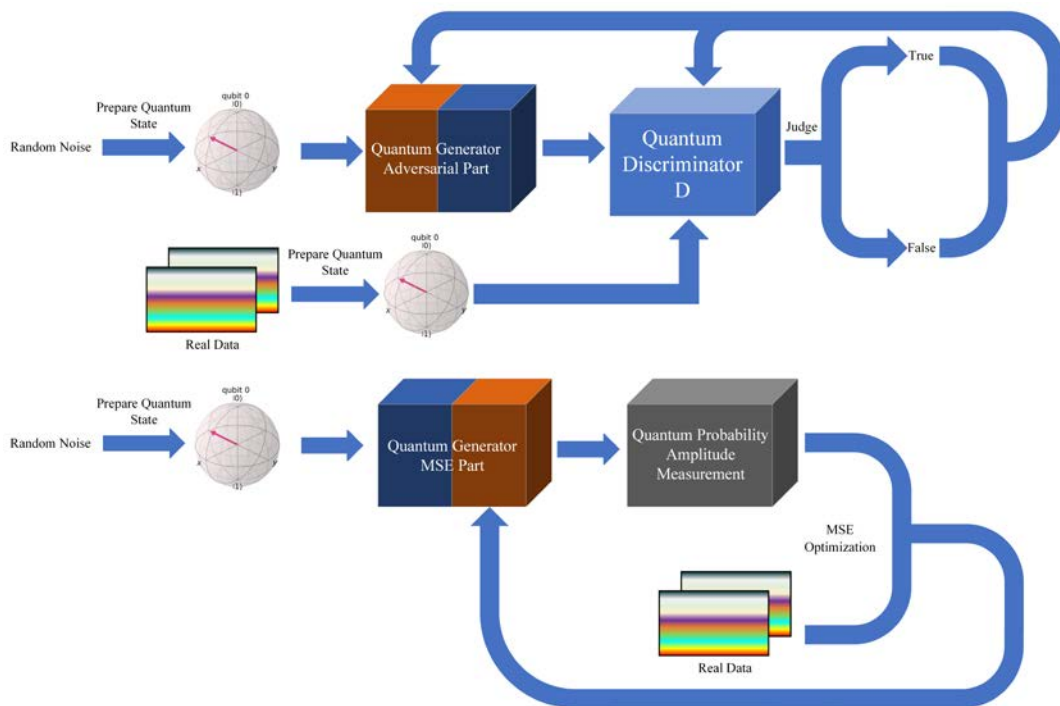 True
qubit 0
|0⟩
Prepare Quantum
State
Random Noise
x
y
|1⟩
Quantum Generator
Adversarial Part
Quantum
Discriminator
D
Judge
False
qubit 0
|0⟩
Prepare Quantum
State
x
y
|1⟩
Real Data
qubit 0
|0⟩
Prepare Quantum
State
Random Noise
x
y
|1⟩
Quantum Generator
MSE Part
Quantum Probability
Amplitude
Measurement
MSE
Optimization
Real Data